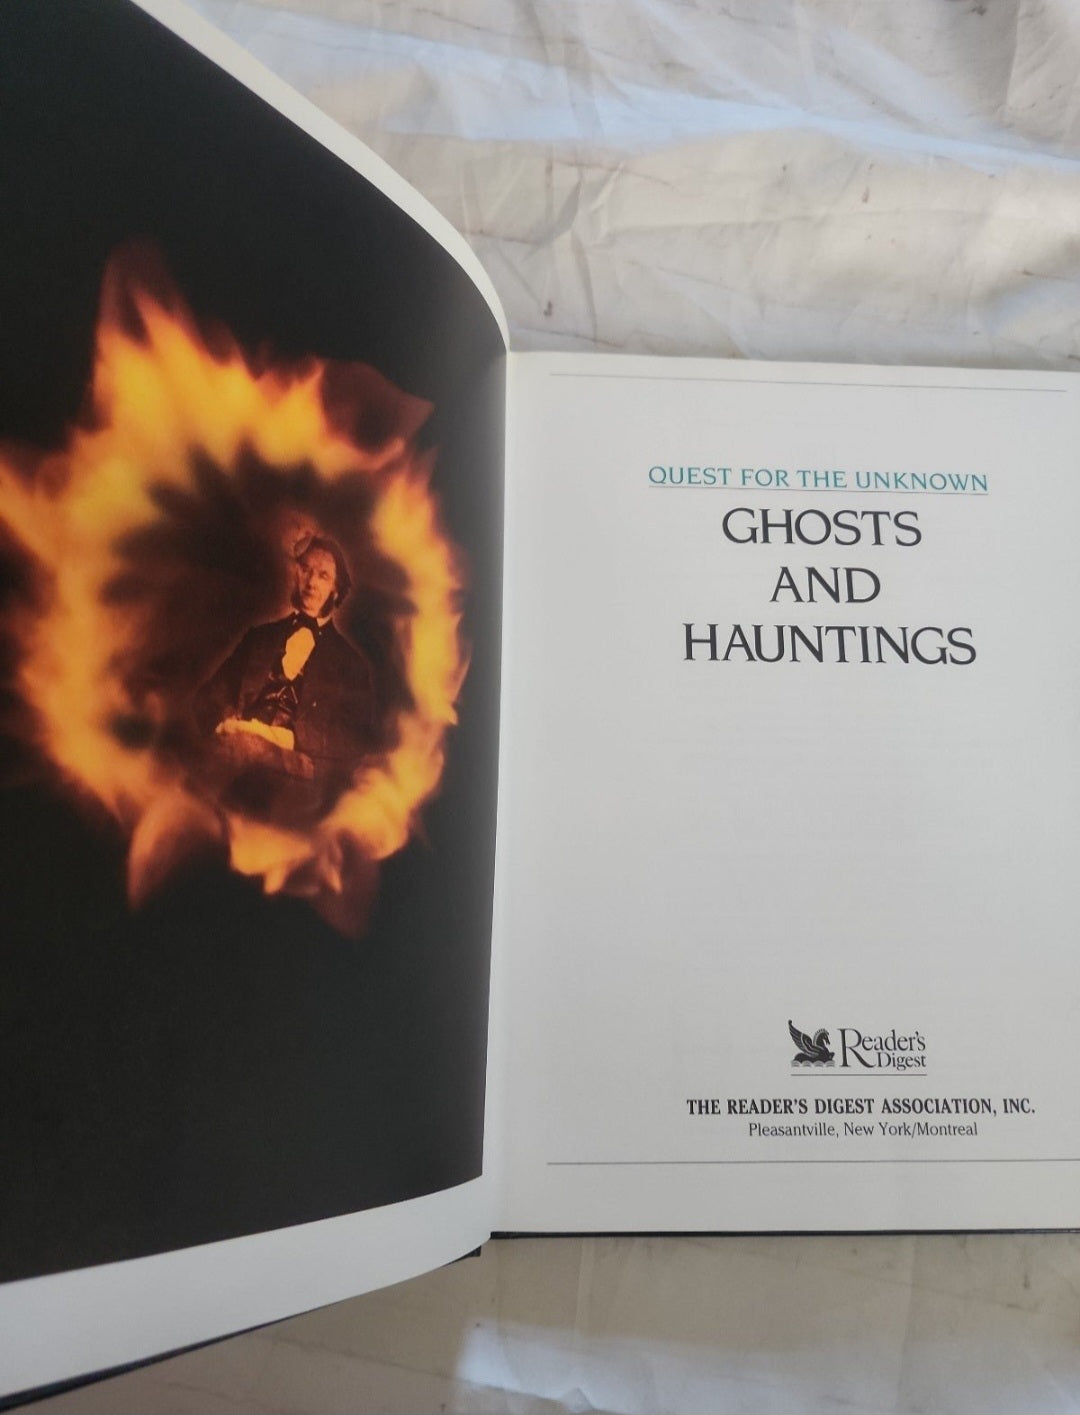 QUEST FOR THE UNKNOWN
GHOSTS
AND
HAUNTINGS
Reader's
Digest
THE READER'S DIGEST ASSOCIATION, INC.
Pleasantville, New York/Montreal